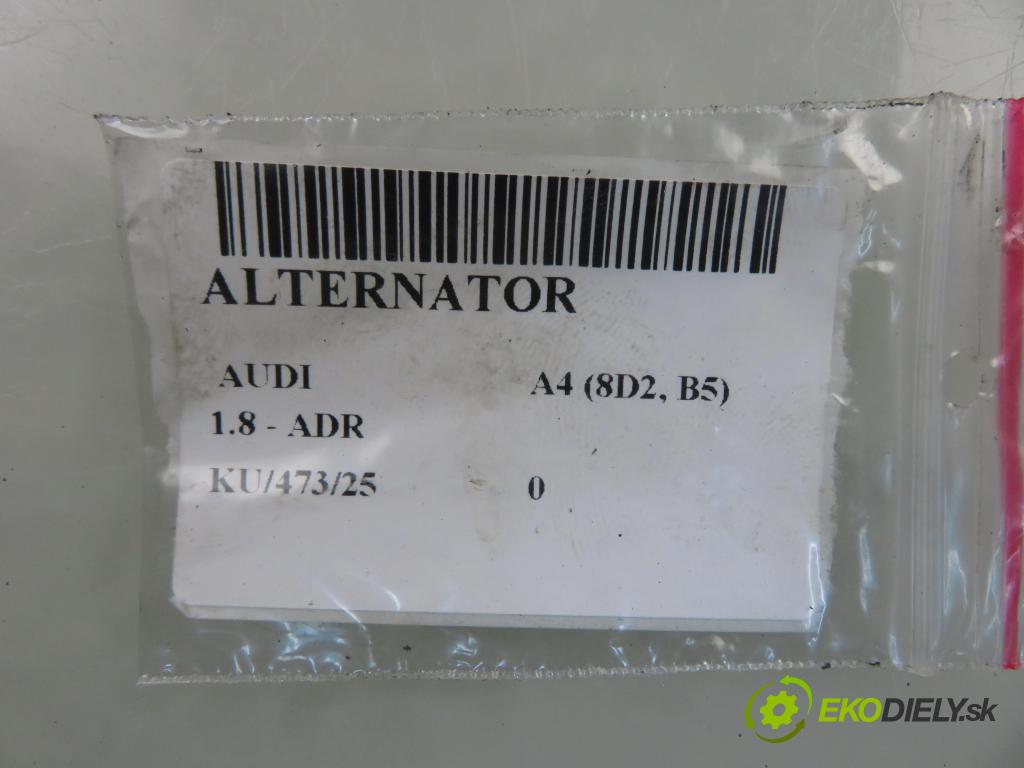 ALTERNATOR
AUDI A4 (8D2, B5)
1.8 - ADR
KU/473/25 0
EKODIELY.sk